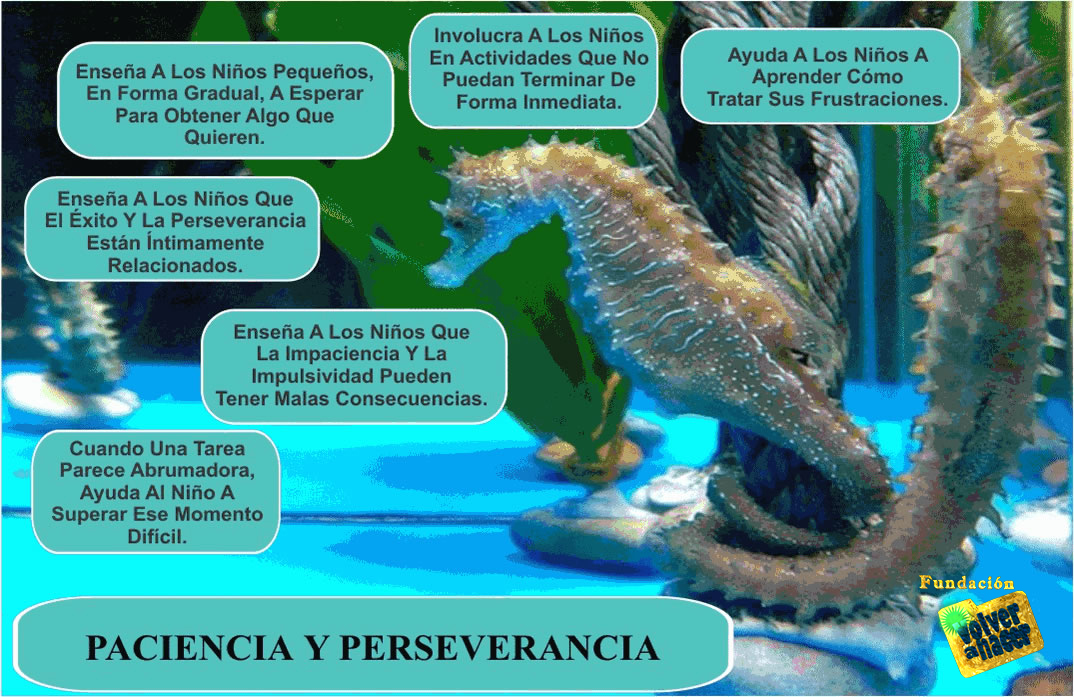 Enseña A Los Niños Pequeños,
En Forma Gradual, A Esperar
Para Obtener Algo Que
Quieren.
Involucra A Los Niños
En Actividades Que No
Puedan Terminar De
Forma Inmediata.
Ayuda A Los Niños A
Aprender Cómo
Tratar Sus Frustraciones.
Enseña A Los Niños Que
El Éxito Y La Perseverancia
Están Íntimamente
Relacionados.
Enseña A Los Niños Que
La Impaciencia Y La
Impulsividad Pueden
Tener Malas Consecuencias.
Cuando Una Tarea
Parece Abrumadora,
Ayuda Al Niño A
Superar Ese Momento
Difícil.
PACIENCIA Y PERSEVERANCIA
Fundación
volver
a nacer